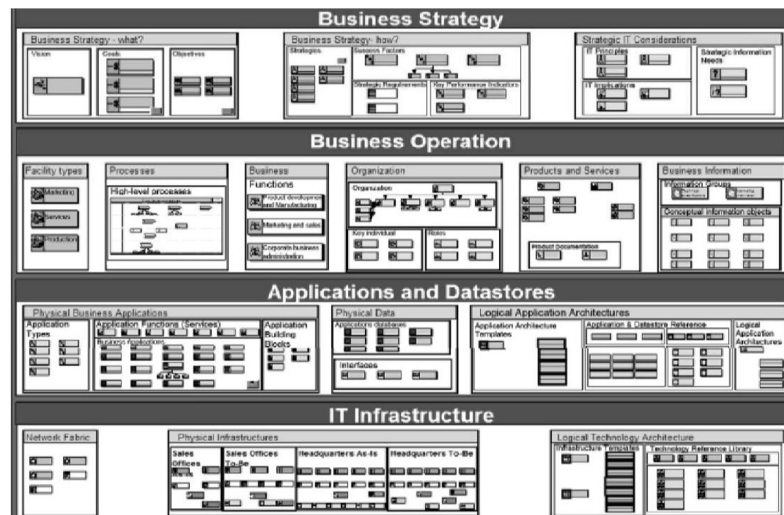 Business Strategy
Business Strategy - what?
Vision
Goals
Objectives
Business Strategy- how?
Strategies
Success Factors
Strategic Requirements
Key Performance Indicators
Strategic IT Considerations
IT Principles
IT Implications
Strategic Information
Needs
Business Operation
Facility types
Marketing
Services
Production
Processes
High-level processes
Business
Functions
Product development
and Manufacturing
Marketing and sales
Corporate business
administration
Organization
Organization
Key individual
Roles
Products and Services
Product Documentation
Business Information
Information Groups
Conceptual information objects
Applications and Datastores
Physical Business Applications
Application
Types
Application Functions (Services)
Business Applications
Application
Building
Blocks
Physical Data
Applications databases
Interfaces
Logical Application Architectures
Application Architecture
Templates
Application & Datastore Reference
Logical
Application
Architectures
IT Infrastructure
Network Fabric
Physical Infrastructures
Sales
Offices
Sales Offices
To-Be
Headquarters As-Is
Headquarters To-Be
Logical Technology Architecture
Infrastructure Templates
Technology Reference Library